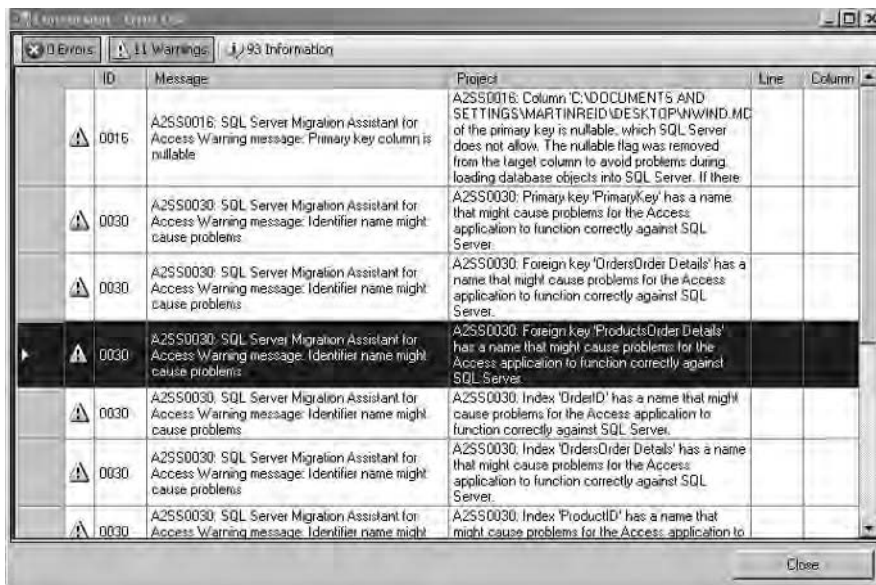 0 Errors 11 Warnings 93 Information
ID Message Project Line Column
0016
A2SS0016: SQL Server Migration Assistant for
Access Warning message: Primary key column is
nullable
A2SS0016: Column 'C:\DOCUMENTS AND
SETTINGS\MARTINREID\DESKTOP\NWIND.MD
of the primary key is nullable, which SQL Server
does not allow. The nullable flag was removed
from the target column to avoid problems during
loading database objects into SQL Server. If there
0030
A2SS0030: SQL Server Migration Assistant for
Access Warning message: Identifier name might
cause problems
A2SS0030: Primary key 'PrimaryKey' has a name
that might cause problems for the Access
application to function correctly against SQL
Server.
0030
A2SS0030: SQL Server Migration Assistant for
Access Warning message: Identifier name might
cause problems
A2SS0030: Foreign key 'OrdersOrder Details' has a
name that might cause problems for the Access
application to function correctly against SQL
Server.
0030
A2SS0030: SQL Server Migration Assistant for
Access Warning message: Identifier name might
cause problems
A2SS0030: Foreign key 'ProductsOrder Details'
has a name that might cause problems for the
Access application to function correctly against
SQL Server.
0030
A2SS0030: SQL Server Migration Assistant for
Access Warning message: Identifier name might
cause problems
A2SS0030: Index 'OrderID' has a name that might
cause problems for the Access application to
function correctly against SQL Server.
0030
A2SS0030: SQL Server Migration Assistant for
Access Warning message: Identifier name might
cause problems
A2SS0030: Index 'OrdersOrder Details' has a name
that might cause problems for the Access
application to function correctly against SQL
Server.
0030
A2SS0030: SQL Server Migration Assistant for
Access Warning message: Identifier name might
A2SS0030: Index 'ProductID' has a name that
might cause problems for the Access application to
Close